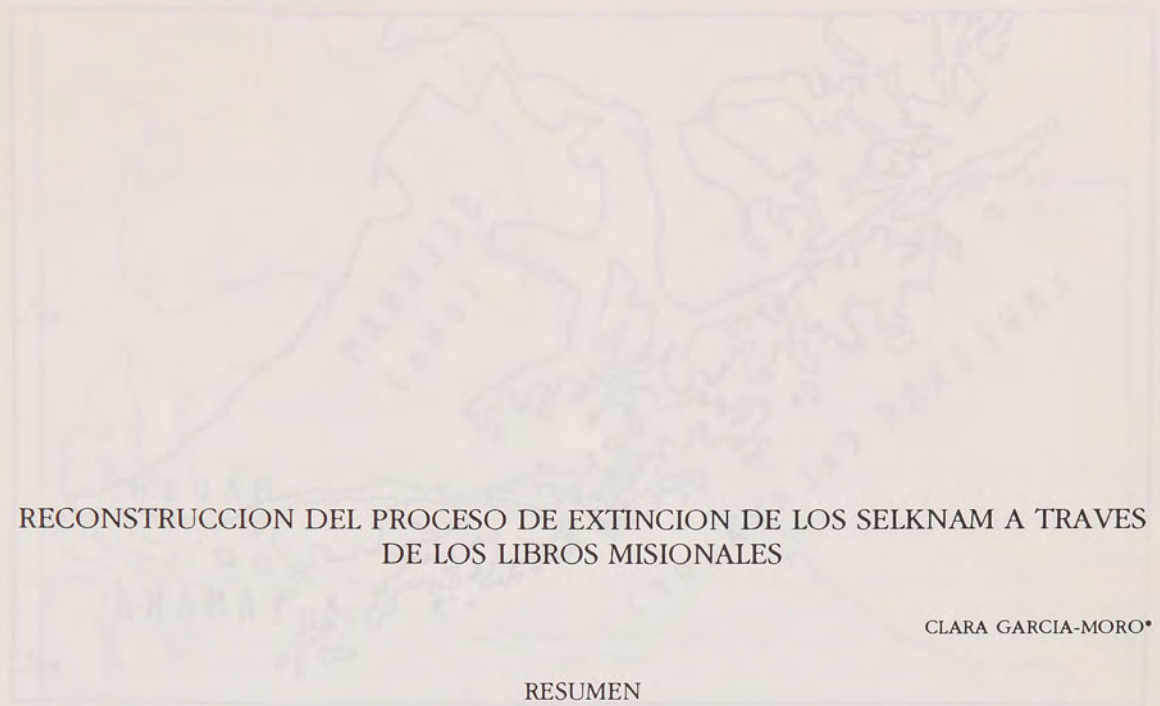 RECONSTRUCCION DEL PROCESO DE EXTINCION DE LOS SELKNAM A TRAVES
DE LOS LIBROS MISIONALES
CLARA GARCIA-MORO*
RESUMEN